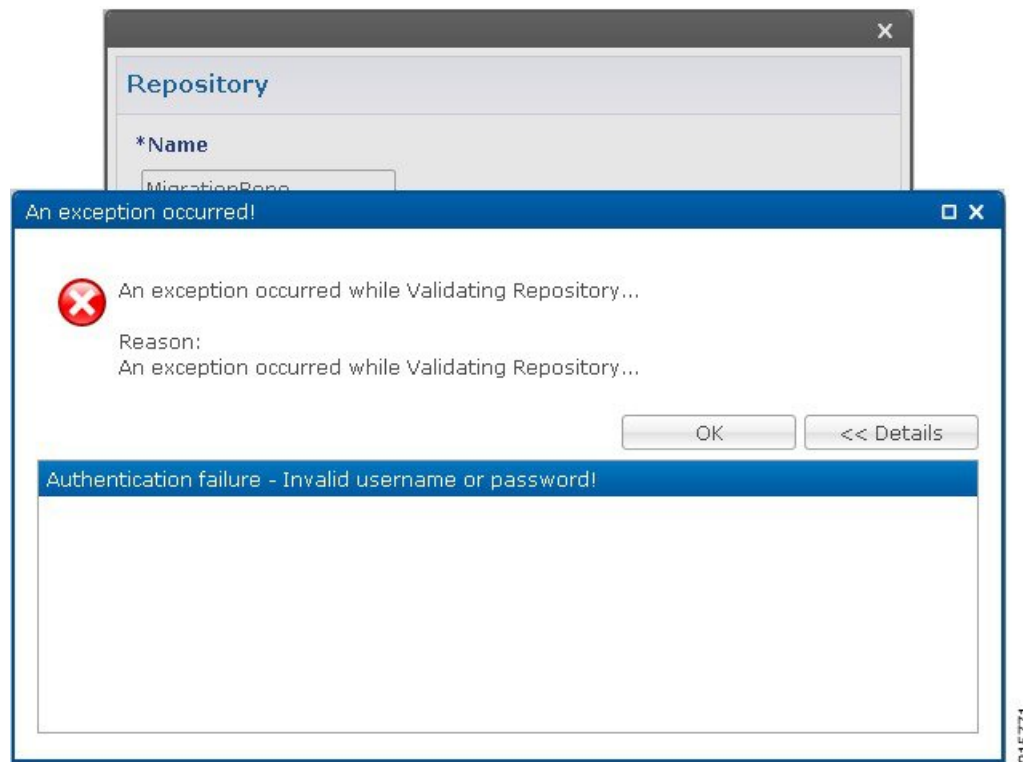 Repository
*Name
MigrationRepo
An exception occurred!
An exception occurred while Validating Repository...
Reason:
An exception occurred while Validating Repository...
OK
<< Details
Authentication failure - Invalid username or password!